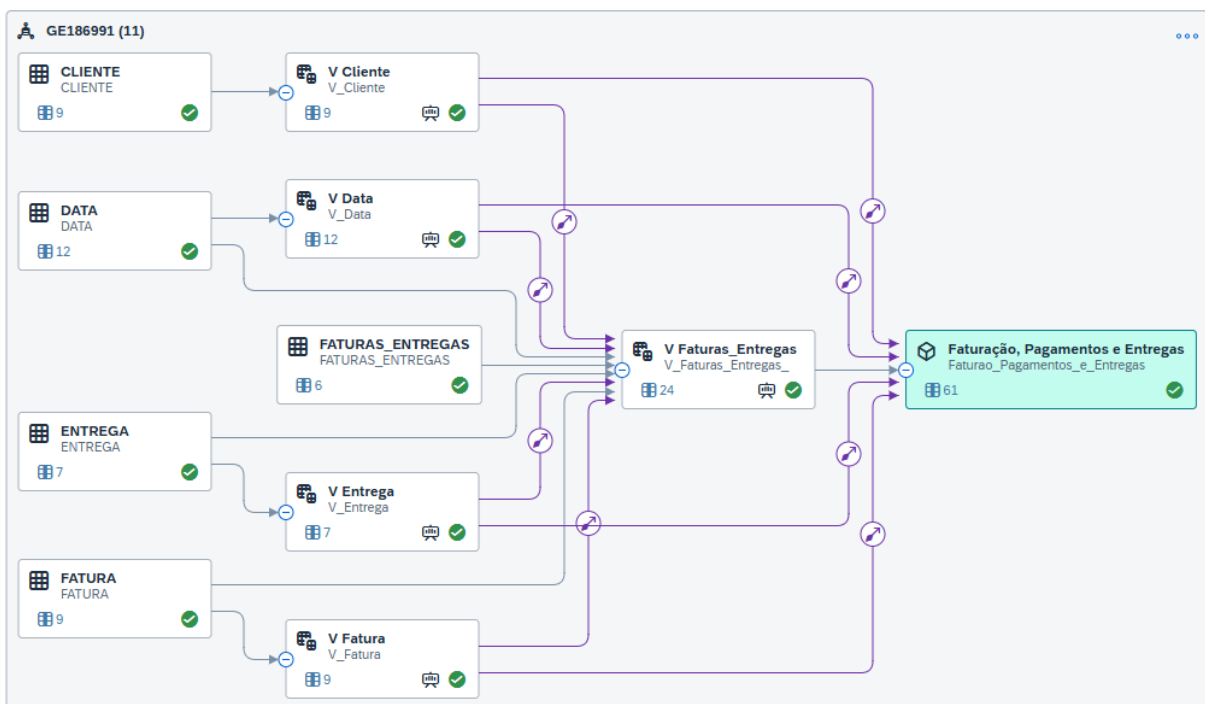 GE186991 (11)
CLIENTE
CLIENTE
9
V Cliente
V_Cliente
9
DATA
DATA
12
V Data
V_Data
12
FATURAS_ENTREGAS
FATURAS_ENTREGAS
6
V Faturas_Entregas
V_Faturas_Entregas_
24
Faturação, Pagamentos e Entregas
Faturao_Pagamentos_e_Entregas
61
ENTREGA
ENTREGA
7
V Entrega
V_Entrega
7
FATURA
FATURA
9
V Fatura
V_Fatura
9